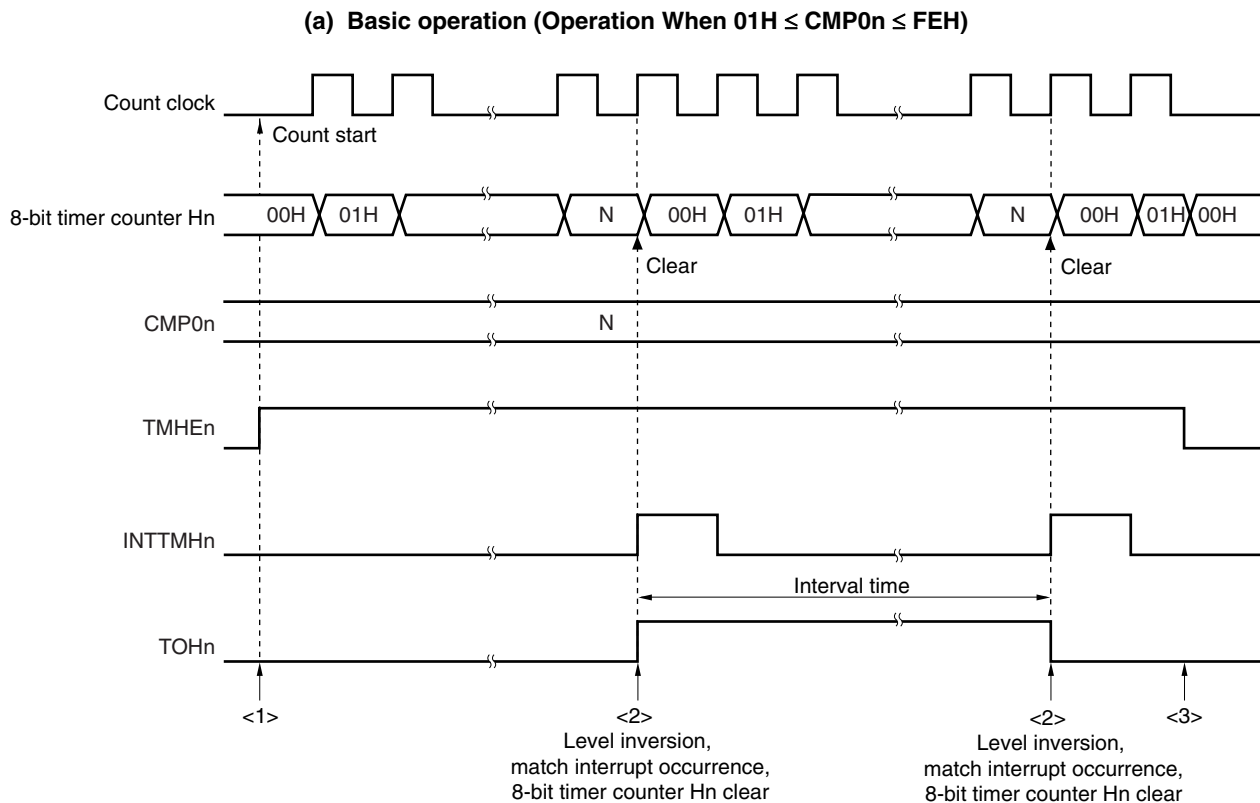 (a) Basic operation (Operation When 01H ≤ CMP0n ≤ FEH)
Count clock
Count start
8-bit timer counter Hn
00H 01H N 00H 01H N 00H 01H 00H
Clear Clear
CMP0n
N
TMHEn
INTTMHn
Interval time
TOHn
<1> <2> <2> <3>
Level inversion,
match interrupt occurrence,
8-bit timer counter Hn clear
Level inversion,
match interrupt occurrence,
8-bit timer counter Hn clear